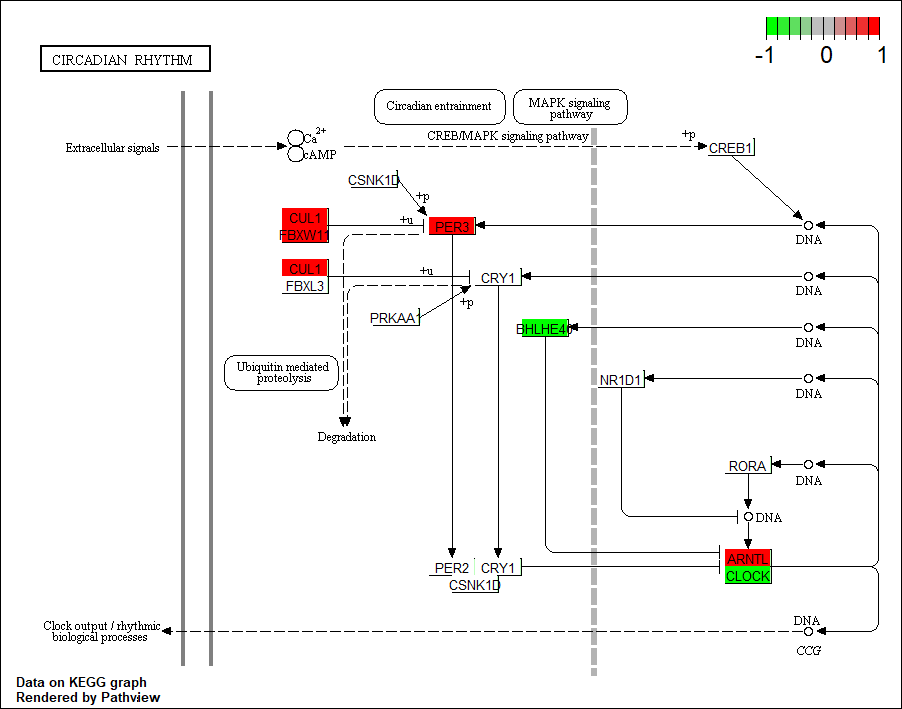 -1 0 1
CIRCADIAN RHYTHM
Circadian entrainment
MAPK signaling
pathway
CREB/MAPK signaling pathway
Extracellular signals
Ca2+
cAMP
+p
CREB1
CSNK1D
+p
CUL1
FBXW11
+u
PER3
DNA
CUL1
FBXL3
+u
CRY1
DNA
PRKAA1
+p
BHLHE40
DNA
Ubiquitin mediated
proteolysis
NR1D1
DNA
Degradation
RORA
DNA
DNA
PER2
CRY1
CSNK1D
ARNTL
CLOCK
Clock output / rhythmic
biological processes
DNA
CCG
Data on KEGG graph
Rendered by Pathview